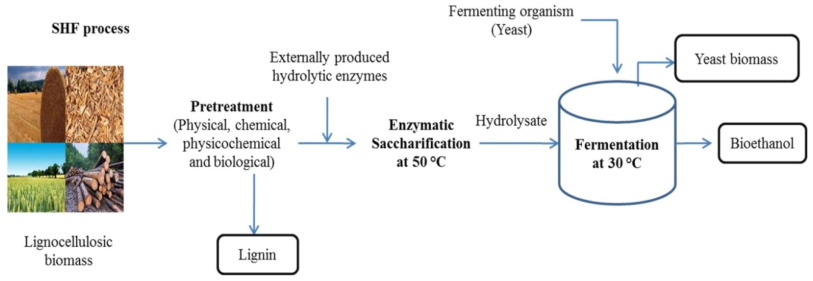 SHF process
Fermenting organism
(Yeast)
Yeast biomass
Externally produced
hydrolytic enzymes
Pretreatment
(Physical, chemical,
physicochemical
and biological)
Enzymatic
Saccharification
at 50 °C
Hydrolysate
Fermentation
at 30 °C
Bioethanol
Lignocellulosic
biomass
Lignin